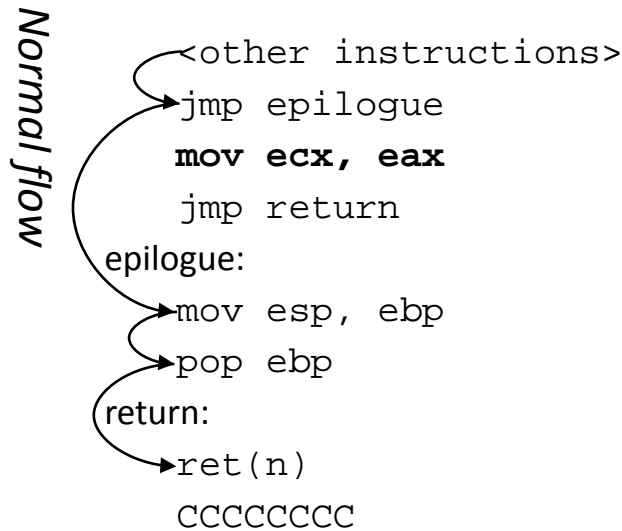 Normal flow
<other instructions>
jmp epilogue
mov ecx, eax
jmp return
epilogue:
mov esp, ebp
pop ebp
return:
ret(n)
CCCCCCCC